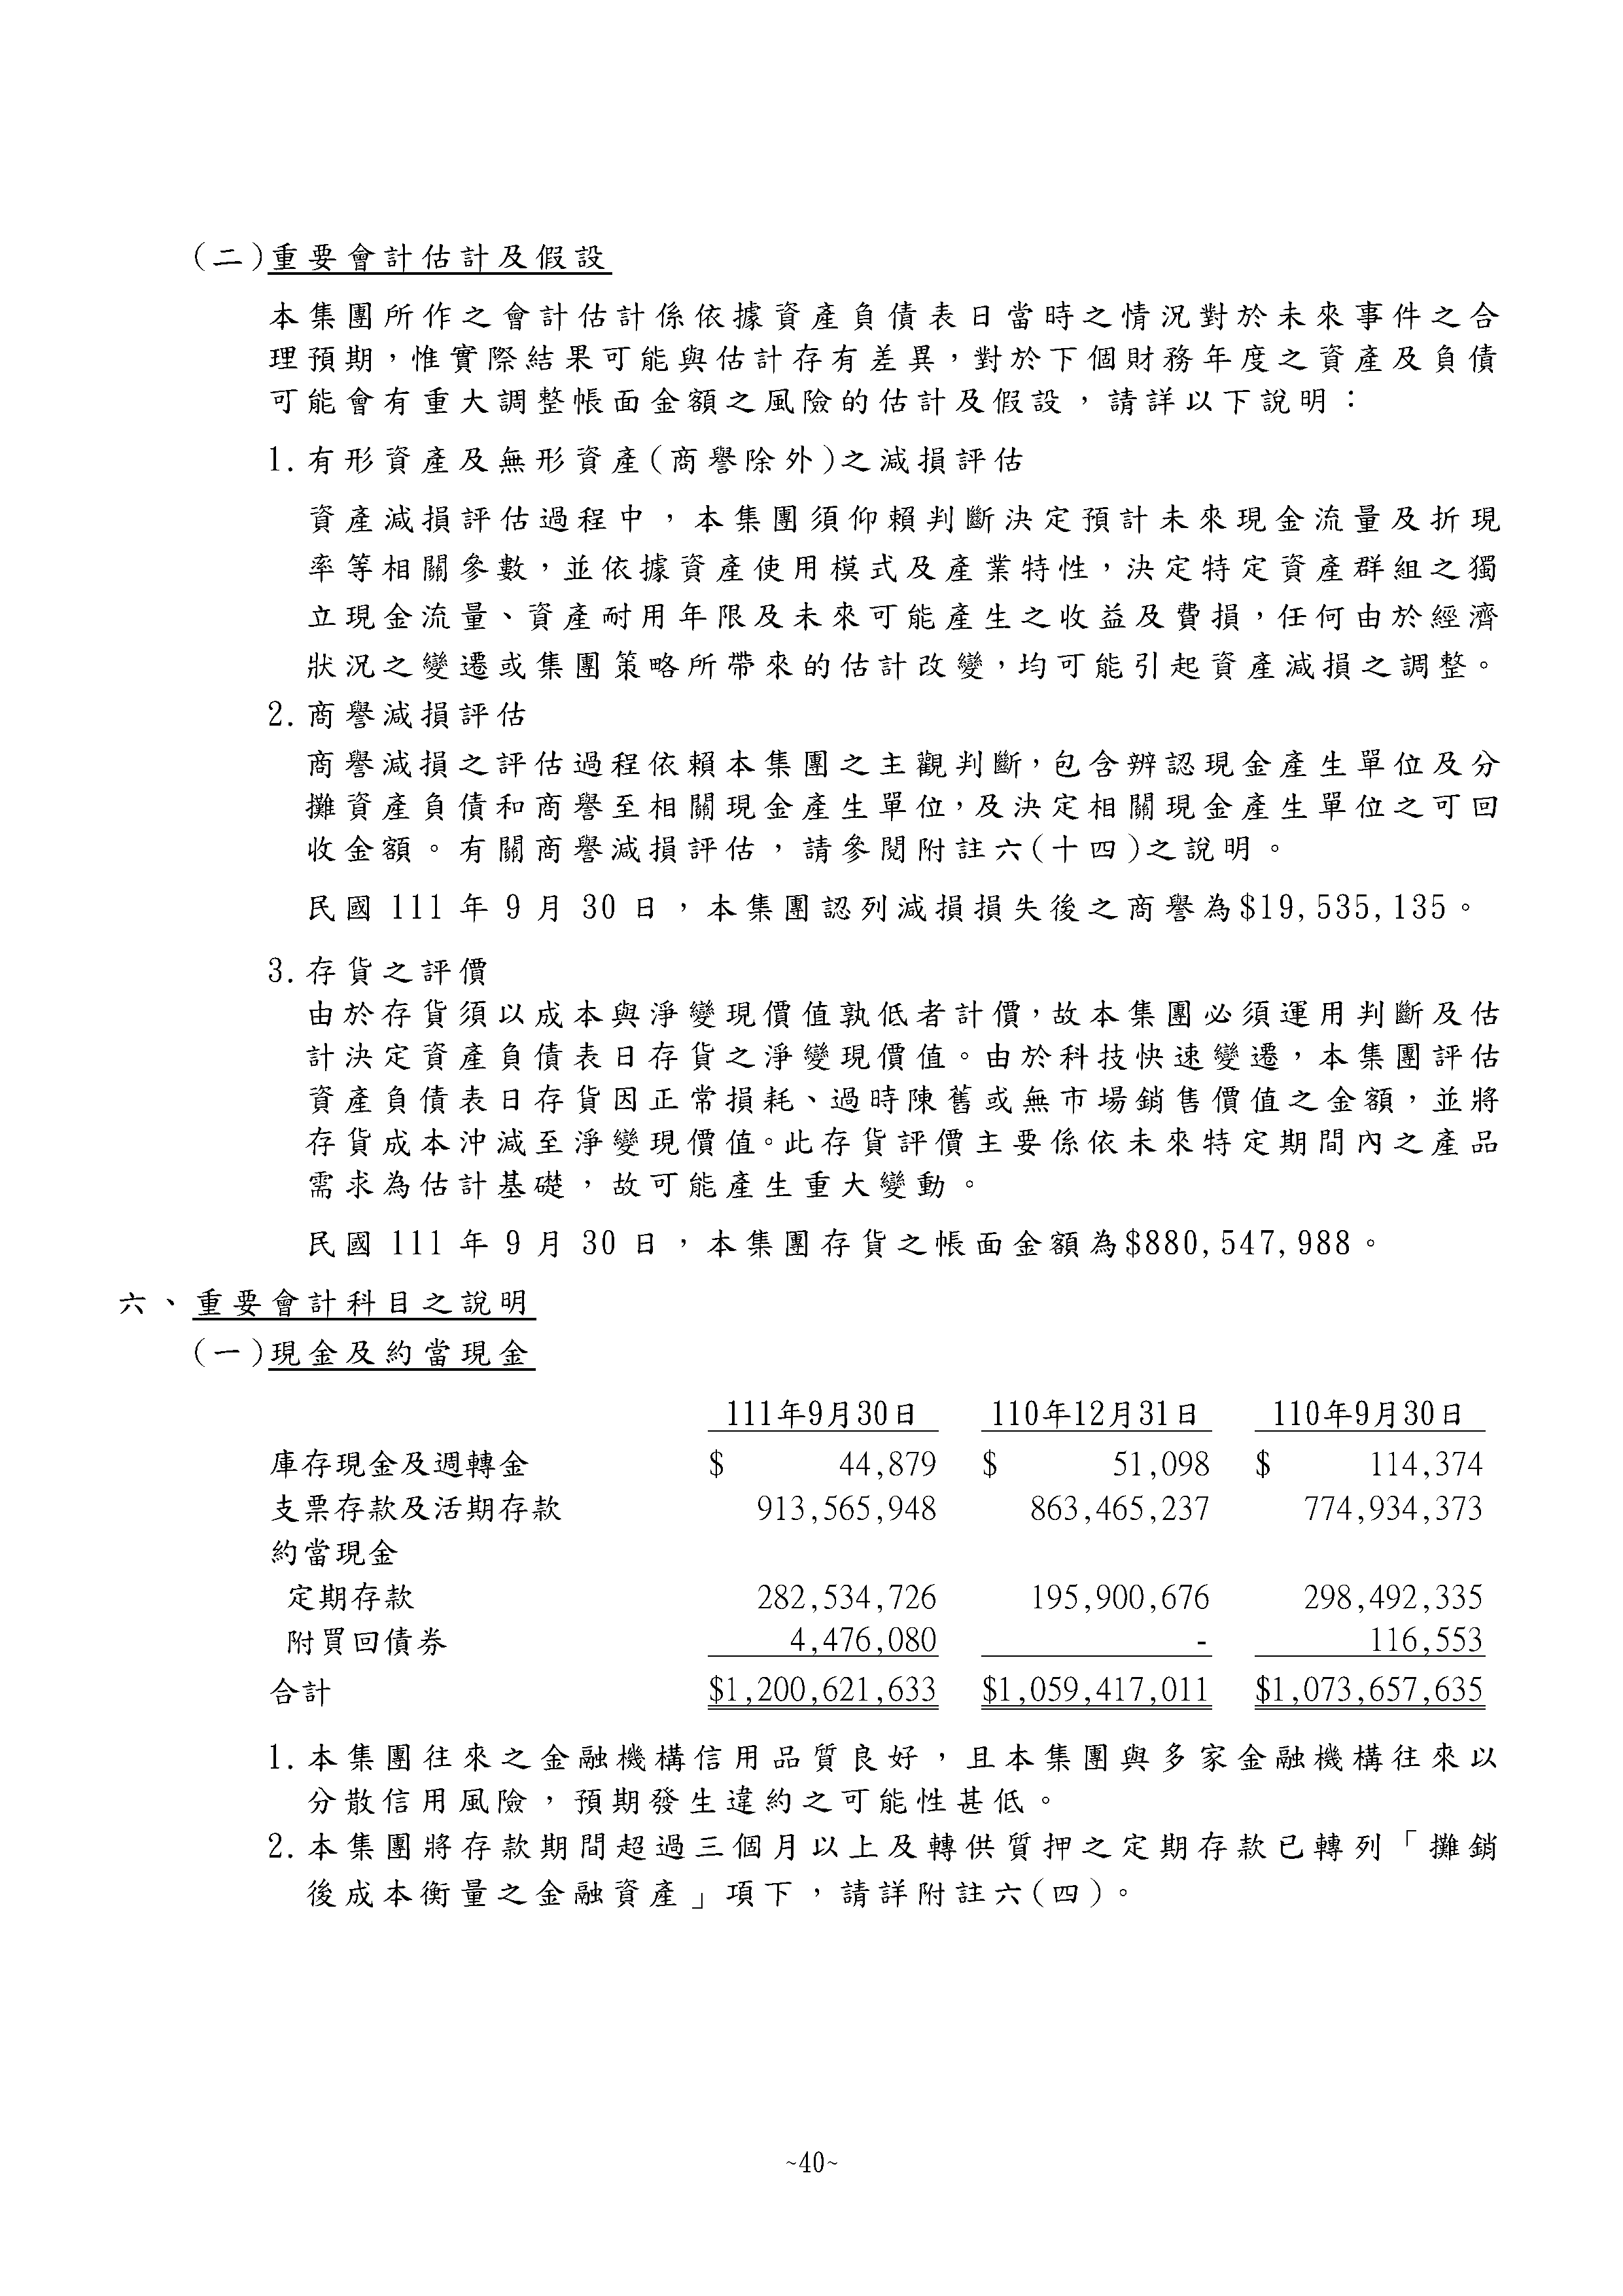 (二)重要會計估計及假設
本集團所作之會計估計係依據資產負債表日當時之情況對於未來事件之合
理預期，惟實際結果可能與估計存有差異，對於下個財務年度之資產及負債
可能會有重大調整帳面金額之風險的估計及假設，請詳以下說明：
1.有形資產及無形資產(商譽除外)之減損評估
資產減損評估過程中，本集團須仰賴判斷決定預計未來現金流量及折現
率等相關參數，並依據資產使用模式及產業特性，決定特定資產群組之獨
立現金流量、資產耐用年限及未來可能產生之收益及費損，任何由於經濟
狀況之變遷或集團策略所帶來的估計改變，均可能引起資產減損之調整。
2.商譽減損評估
商譽減損之評估過程依賴本集團之主觀判斷，包含辨認現金產生單位及分
攤資產負債和商譽至相關現金產生單位，及決定相關現金產生單位之可回
收金額。有關商譽減損評估，請參閱附註六(十四)之說明。
民國 111 年 9 月 30 日，本集團認列減損損失後之商譽為$19,535,135。
3.存貨之評價
由於存貨須以成本與淨變現價值孰低者計價，故本集團必須運用判斷及估
計決定資產負債表日存貨之淨變現價值。由於科技快速變遷，本集團評估
資產負債表日存貨因正常損耗、過時陳舊或無市場銷售價值之金額，並將
存貨成本沖減至淨變現價值。此存貨評價主要係依未來特定期間內之產品
需求為估計基礎，故可能產生重大變動。
民國 111 年 9 月 30 日，本集團存貨之帳面金額為$880,547,988。
六、重要會計科目之說明
(一)現金及約當現金
111年9月30日 110年12月31日 110年9月30日
庫存現金及週轉金 $ 44,879 $ 51,098 $ 114,374
支票存款及活期存款 913,565,948 863,465,237 774,934,373
約當現金
定期存款 282,534,726 195,900,676 298,492,335
附買回債券 4,476,080 - 116,553
合計 $1,200,621,633 $1,059,417,011 $1,073,657,635
1.本集團往來之金融機構信用品質良好，且本集團與多家金融機構往來以
分散信用風險，預期發生違約之可能性甚低。
2.本集團將存款期間超過三個月以上及轉供質押之定期存款已轉列「攤銷
後成本衡量之金融資產」項下，請詳附註六(四)。
~40~